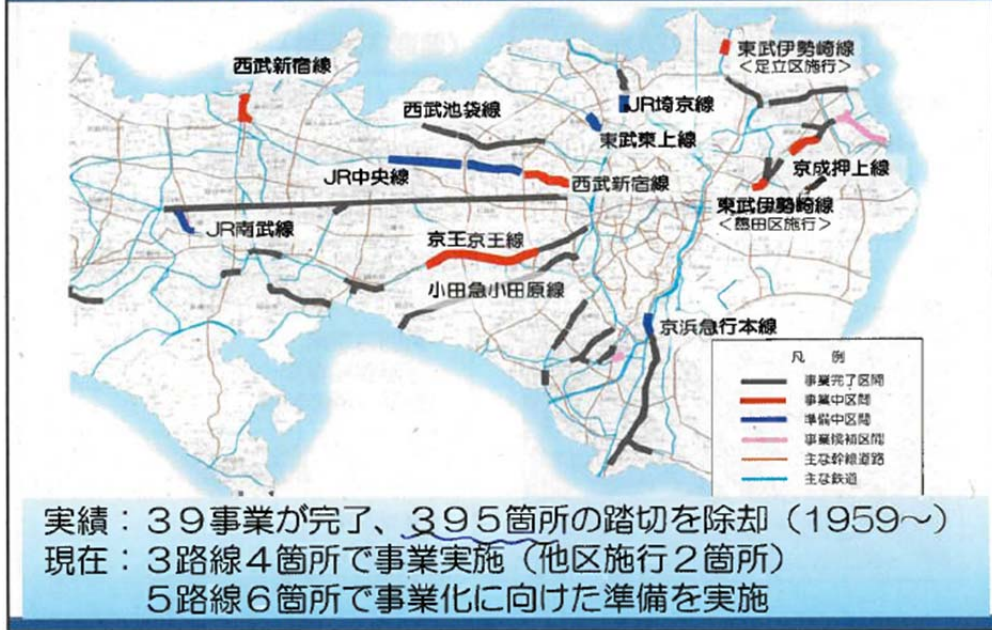 西武新宿線
東武伊勢崎線
<足立区施行>
西武池袋線
JR埼京線
東武東上線
京成押上線
JR中央線
西武新宿線
東武伊勢崎線
<墨田区施行>
JR南武線
京王京王線
小田急小田原線
京浜急行本線
凡 例
事業完了区間
事業中区間
準備中区間
事業候補区間
主な幹線道路
主な鉄道
実績：３９事業が完了、３９５箇所の踏切を除却（1959～）
現在：３路線４箇所で事業実施（他区施行２箇所）
５路線６箇所で事業化に向けた準備を実施